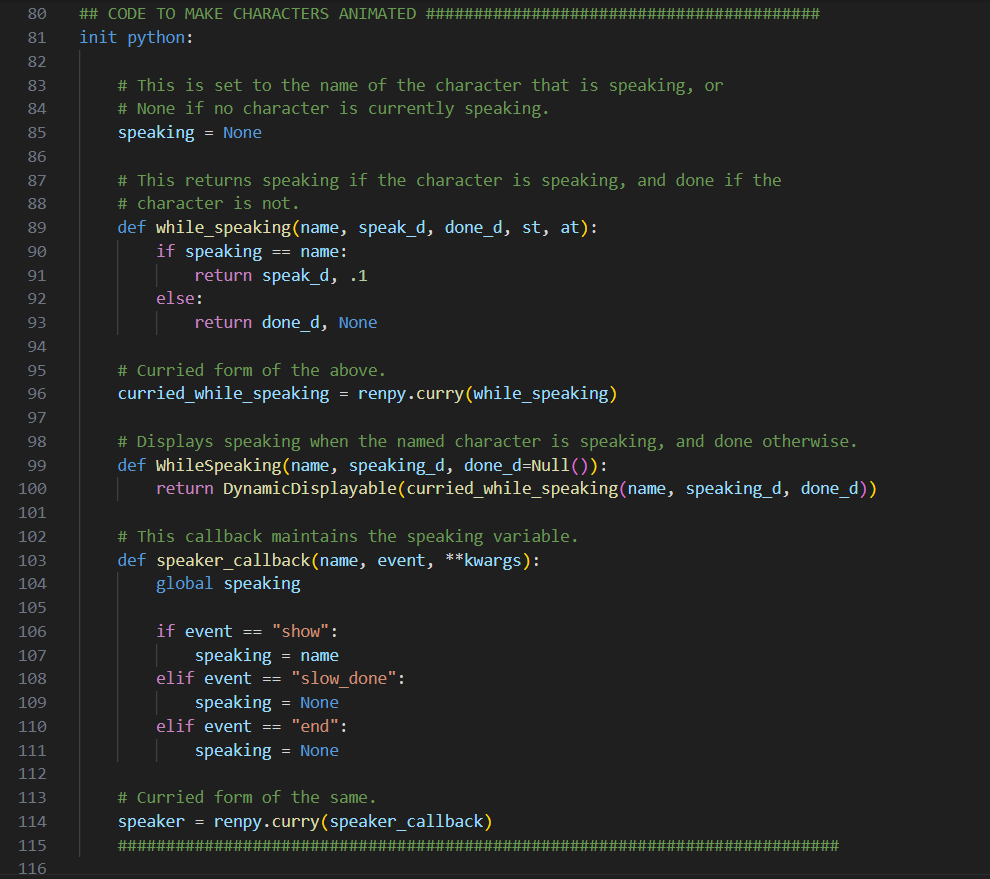 80 ## CODE TO MAKE CHARACTERS ANIMATED #########################################
81 init python:
82
83     # This is set to the name of the character that is speaking, or
84     # None if no character is currently speaking.
85     speaking = None
86
87     # This returns speaking if the character is speaking, and done if the
88     # character is not.
89     def while_speaking(name, speak_d, done_d, st, at):
90         if speaking == name:
91             return speak_d, .1
92         else:
93             return done_d, None
94
95     # Curried form of the above.
96     curried_while_speaking = renpy.curry(while_speaking)
97
98     # Displays speaking when the named character is speaking, and done otherwise.
99     def WhileSpeaking(name, speaking_d, done_d=Null()):
100         return DynamicDisplayable(curried_while_speaking(name, speaking_d, done_d))
101
102     # This callback maintains the speaking variable.
103     def speaker_callback(name, event, **kwargs):
104         global speaking
105
106         if event == "show":
107             speaking = name
108         elif event == "slow_done":
109             speaking = None
110         elif event == "end":
111             speaking = None
112
113     # Curried form of the same.
114     speaker = renpy.curry(speaker_callback)
115     ###########################################################################
116